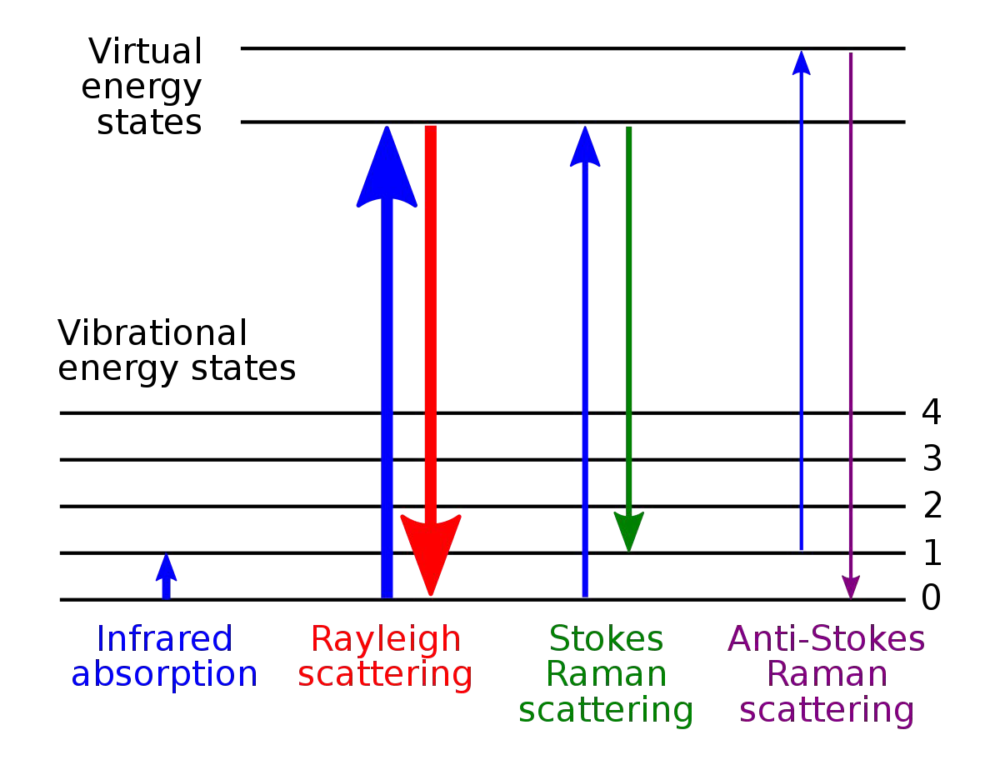 Virtual
energy
states
Vibrational
energy states
4
3
2
1
0
Infrared
absorption
Rayleigh
scattering
Stokes
Raman
scattering
Anti-Stokes
Raman
scattering